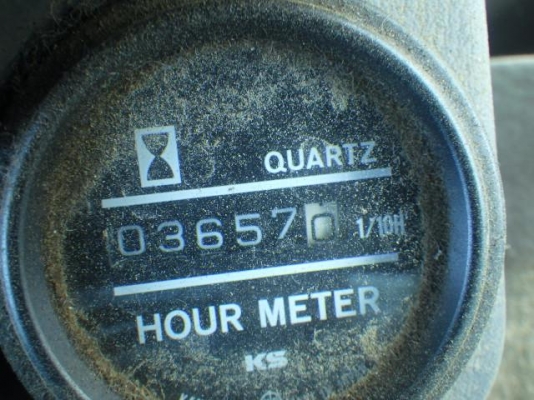 QUARTZ
036570 1/10H
HOUR METER
KS